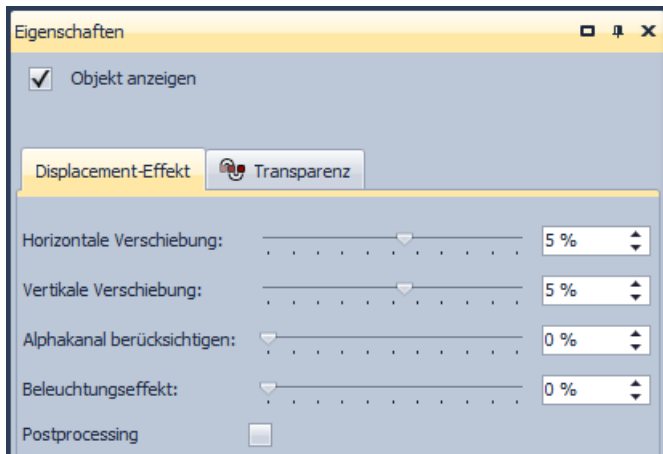 Eigenschaften
Objekt anzeigen
Displacement-Effekt Transparenz
Horizontale Verschiebung: 5 %
Vertikale Verschiebung: 5 %
Alphakanal berücksichtigen: 0 %
Beleuchtungseffekt: 0 %
Postprocessing